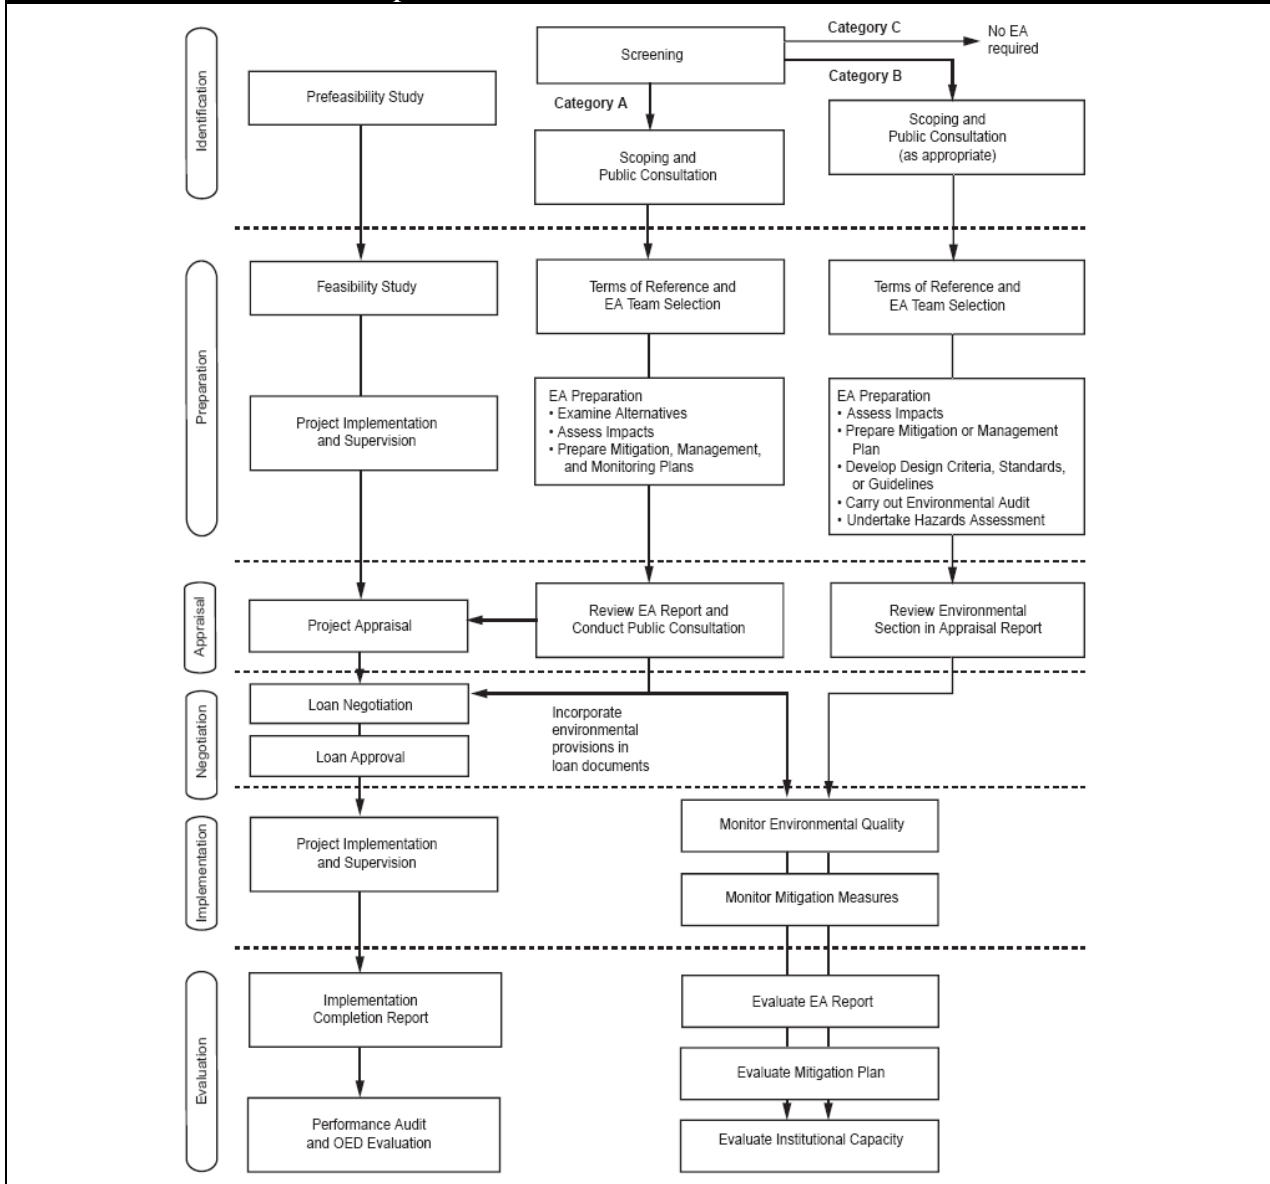 Identification
Prefeasibility Study
Screening
Category C
No EA
required
Category B
Category A
Scoping and
Public Consultation
Scoping and
Public Consultation
(as appropriate)
Preparation
Feasibility Study
Terms of Reference and
EA Team Selection
Terms of Reference and
EA Team Selection
Project Implementation
and Supervision
EA Preparation
• Examine Alternatives
• Assess Impacts
• Prepare Mitigation, Management,
and Monitoring Plans
EA Preparation
• Assess Impacts
• Prepare Mitigation or Management
Plan
• Develop Design Criteria, Standards,
or Guidelines
• Carry out Environmental Audit
• Undertake Hazards Assessment
Appraisal
Project Appraisal
Review EA Report and
Conduct Public Consultation
Review Environmental
Section in Appraisal Report
Negotiation
Loan Negotiation
Loan Approval
Incorporate
environmental
provisions in
loan documents
Implementation
Project Implementation
and Supervision
Monitor Environmental Quality
Monitor Mitigation Measures
Evaluation
Implementation
Completion Report
Performance Audit
and OED Evaluation
Evaluate EA Report
Evaluate Mitigation Plan
Evaluate Institutional Capacity